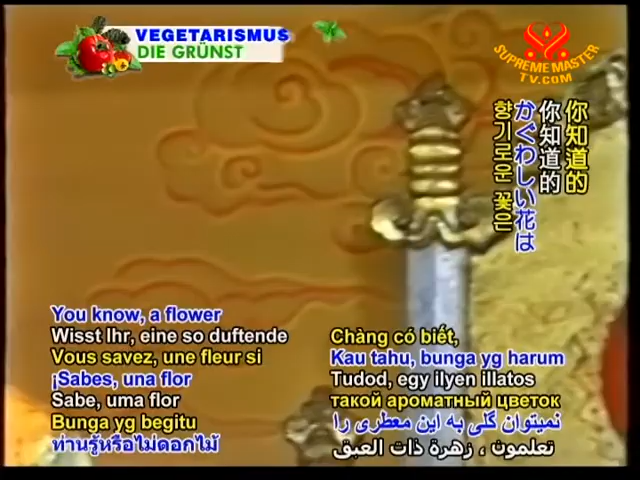 VEGETARISMUS
DIE GRÜNST
SUPREME MASTER
TV.COM
你知道的
你知道的
かぐわしい花は
향기로운 꽃은
You know, a flower
Wisst Ihr, eine so duftende
Vous savez, une fleur si
¡Sabes, una flor
Sabe, uma flor
Bunga yg begitu
ท่านรู้หรือไม่ดอกไม้
Chàng có biết,
Kau tahu, bunga yg harum
Tudod, egy ilyen illatos
такой ароматный цветок
نمیتوان گلی به این معطری را
تعلمون ، زهرة ذات العبق